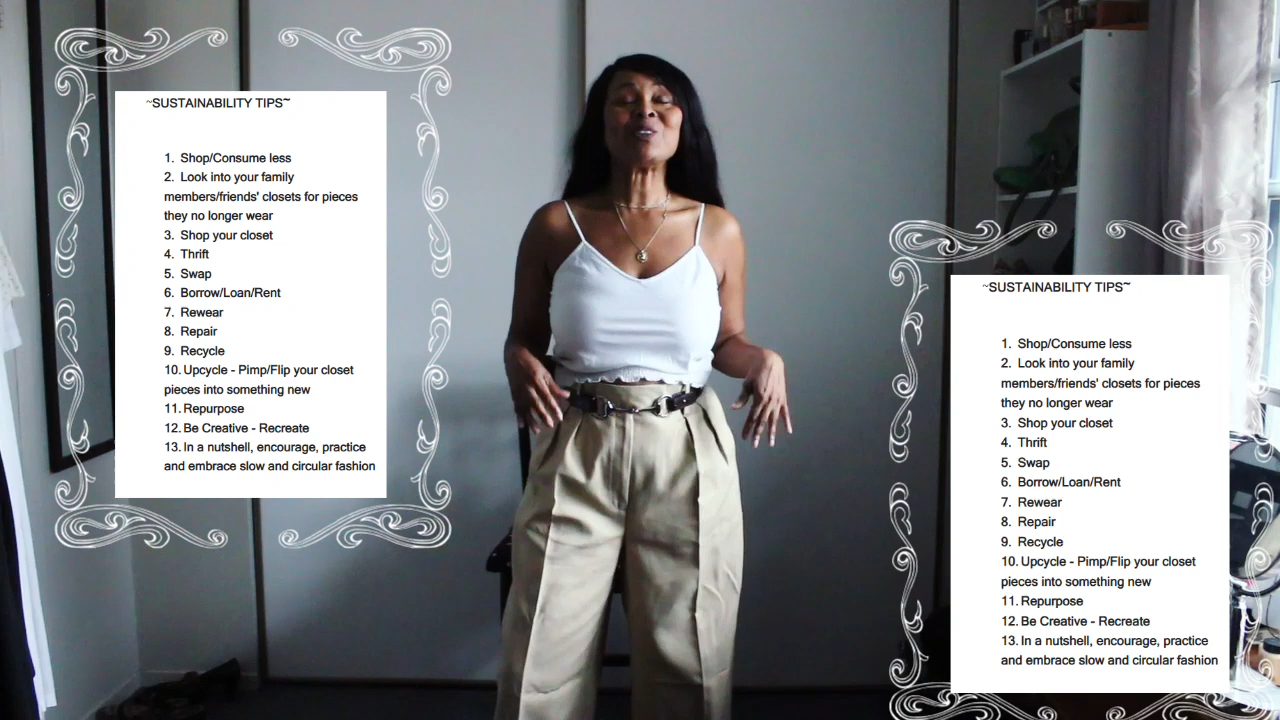 ~SUSTAINABILITY TIPS~
1. Shop/Consume less
2. Look into your family
members/friends' closets for pieces
they no longer wear
3. Shop your closet
4. Thrift
5. Swap
6. Borrow/Loan/Rent
7. Rewear
8. Repair
9. Recycle
10. Upcycle - Pimp/Flip your closet
pieces into something new
11. Repurpose
12. Be Creative - Recreate
13. In a nutshell, encourage, practice
and embrace slow and circular fashion
~SUSTAINABILITY TIPS~
1. Shop/Consume less
2. Look into your family
members/friends' closets for pieces
they no longer wear
3. Shop your closet
4. Thrift
5. Swap
6. Borrow/Loan/Rent
7. Rewear
8. Repair
9. Recycle
10. Upcycle - Pimp/Flip your closet
pieces into something new
11. Repurpose
12. Be Creative - Recreate
13. In a nutshell, encourage, practice
and embrace slow and circular fashion